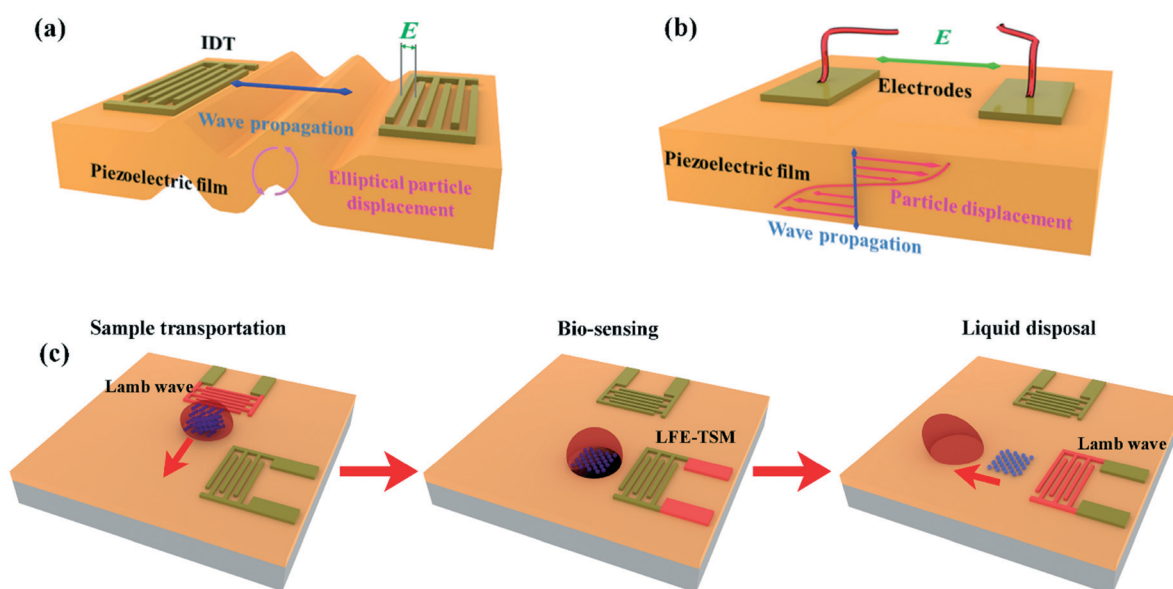 (a)
IDT
E
Wave propagation
Piezoelectric film
Elliptical particle
displacement
(b)
E
Electrodes
Piezoelectric film
Particle displacement
Wave propagation
(c)
Sample transportation
Lamb wave
Bio-sensing
LFE-TSM
Liquid disposal
Lamb wave